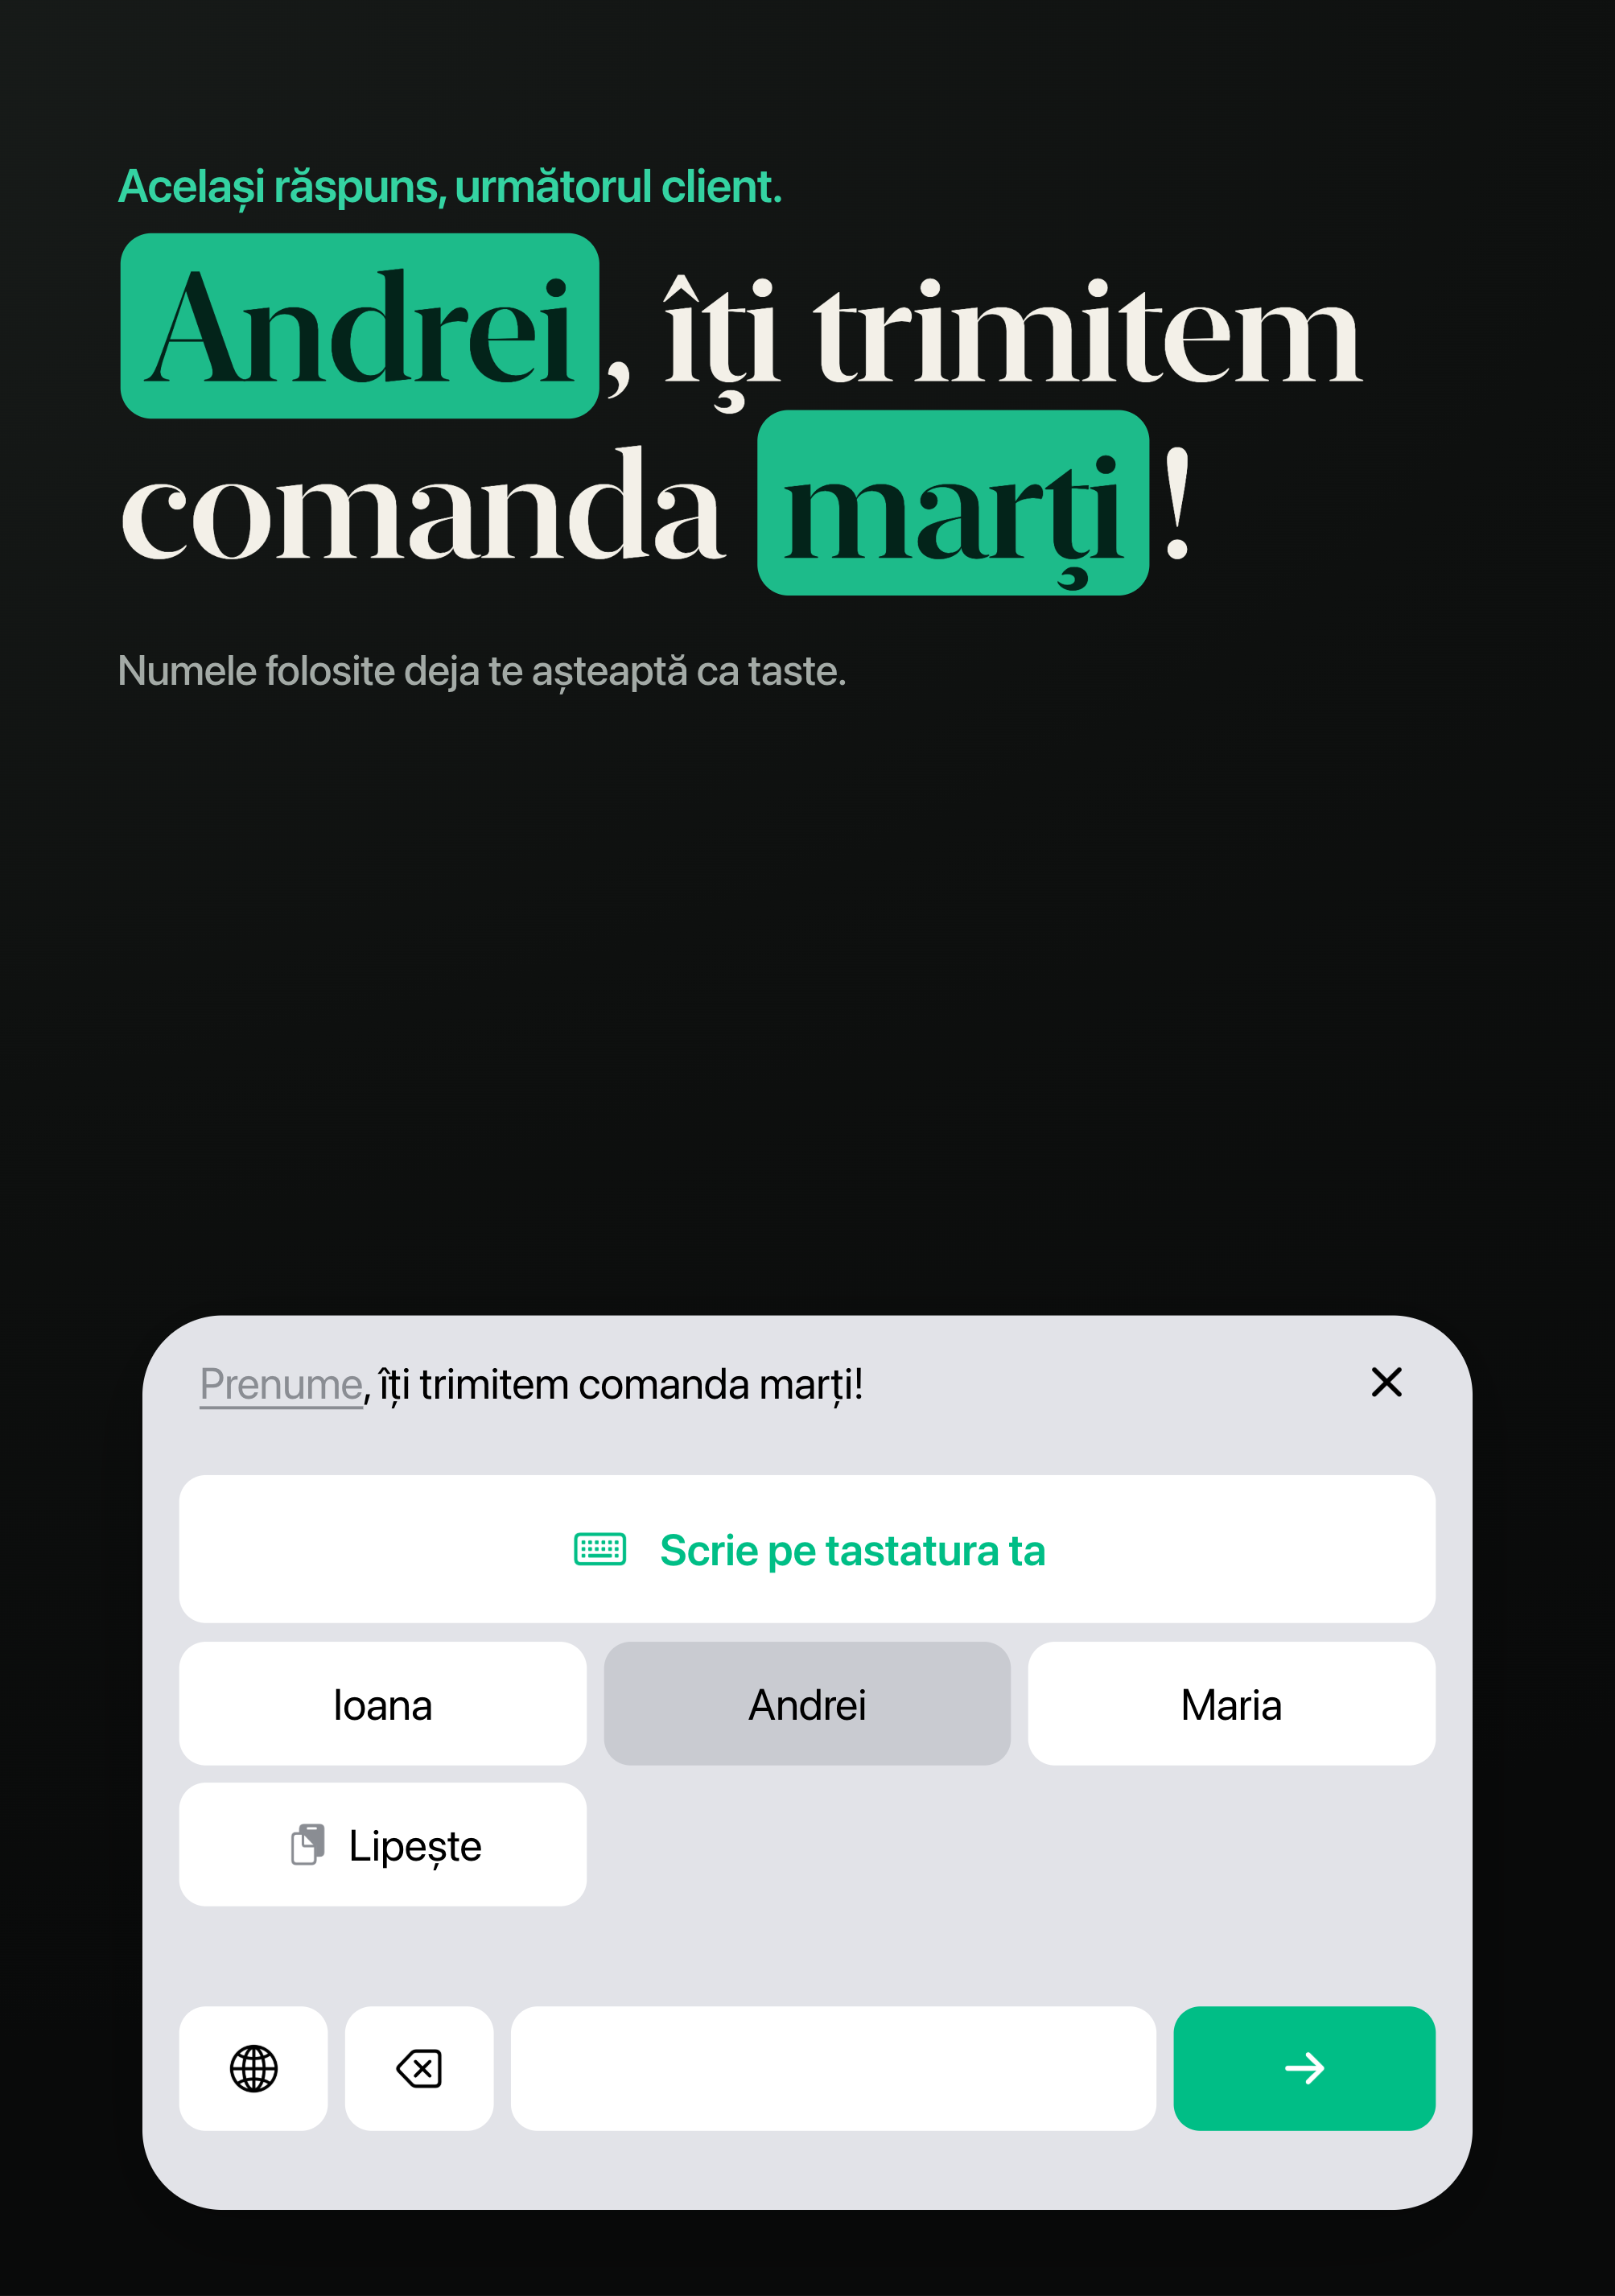 Același răspuns, următorul client.
Andrei, îți trimitem
comanda marți!
Numele folosite deja te așteaptă ca taste.
Prenume, îți trimitem comanda marți!
Scrie pe tastatura ta
Ioana
Andrei
Maria
Lipește